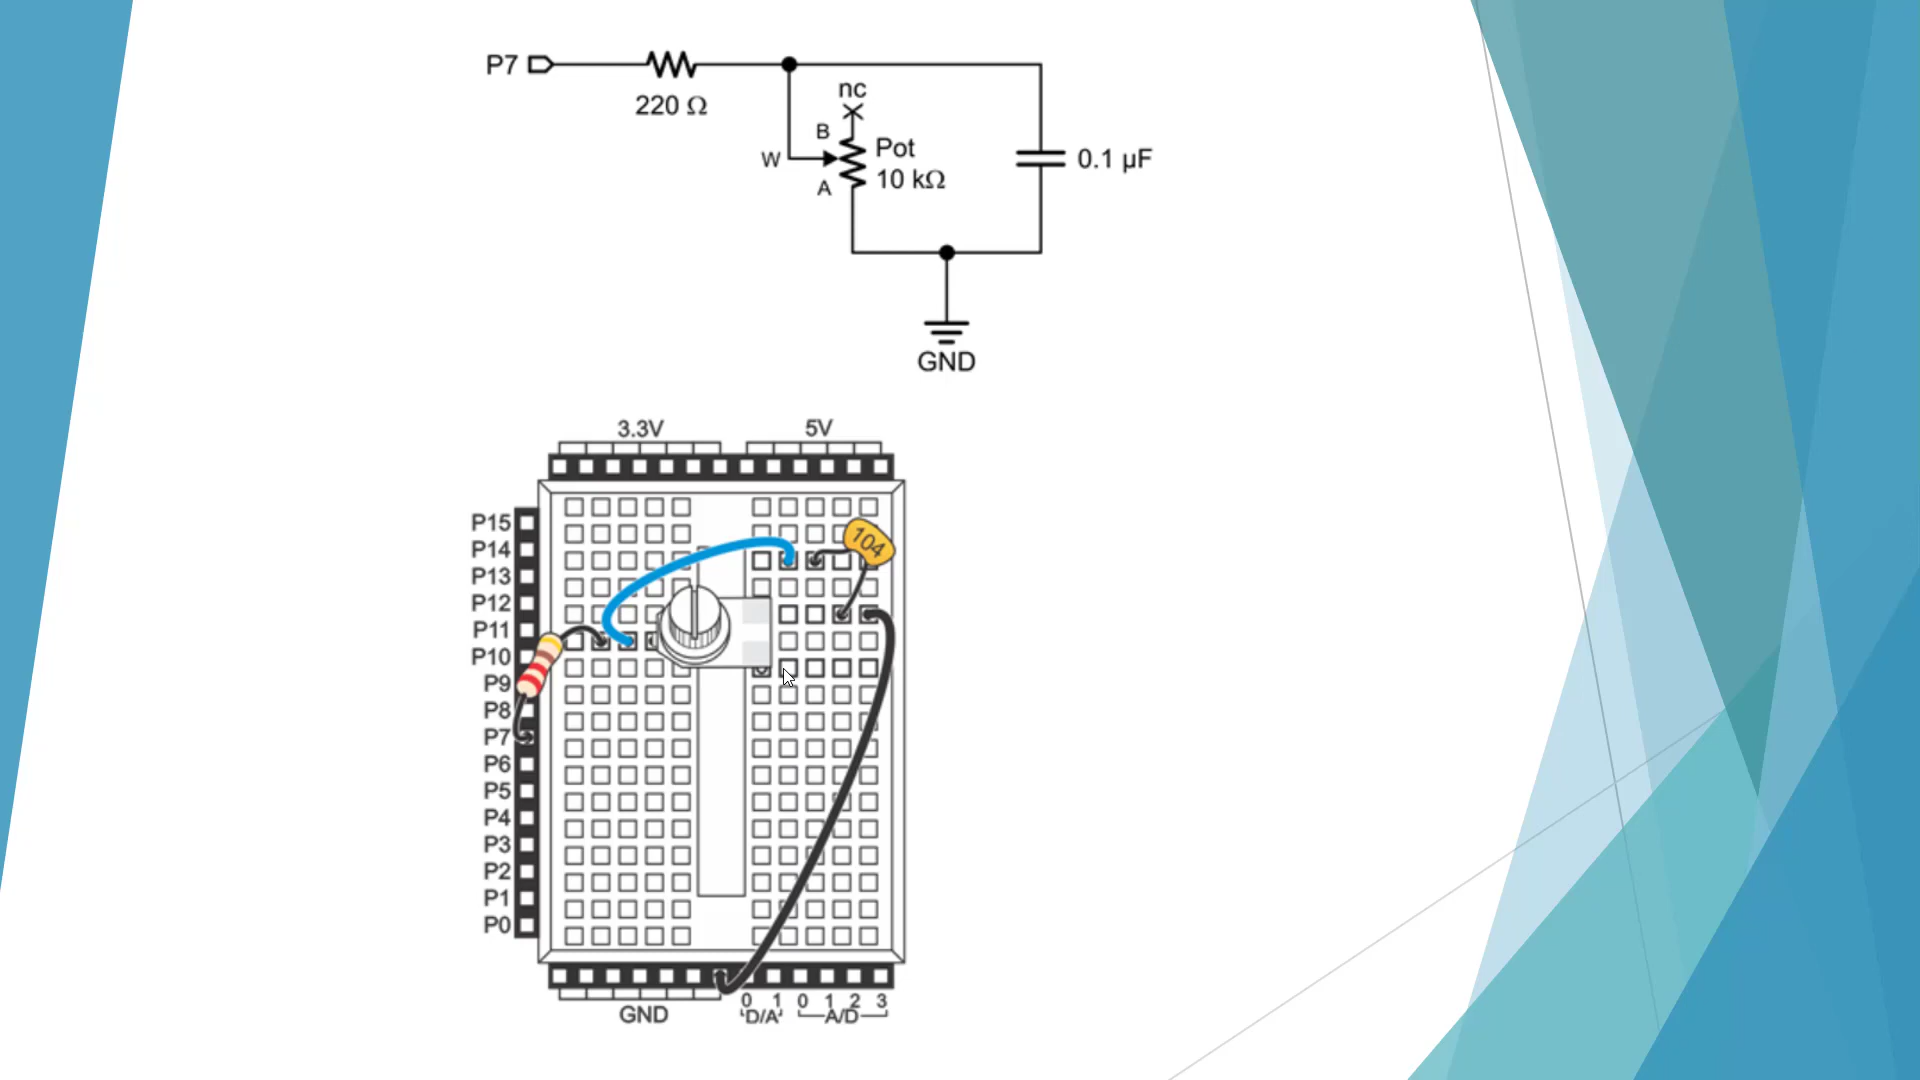 P7
220 Ω
nc
B
W
A
Pot
10 kΩ
0.1 µF
GND
3.3V
5V
104
P15
P14
P13
P12
P11
P10
P9
P8
P7
P6
P5
P4
P3
P2
P1
P0
0 1 0 1 2 3
GND D/A A/D